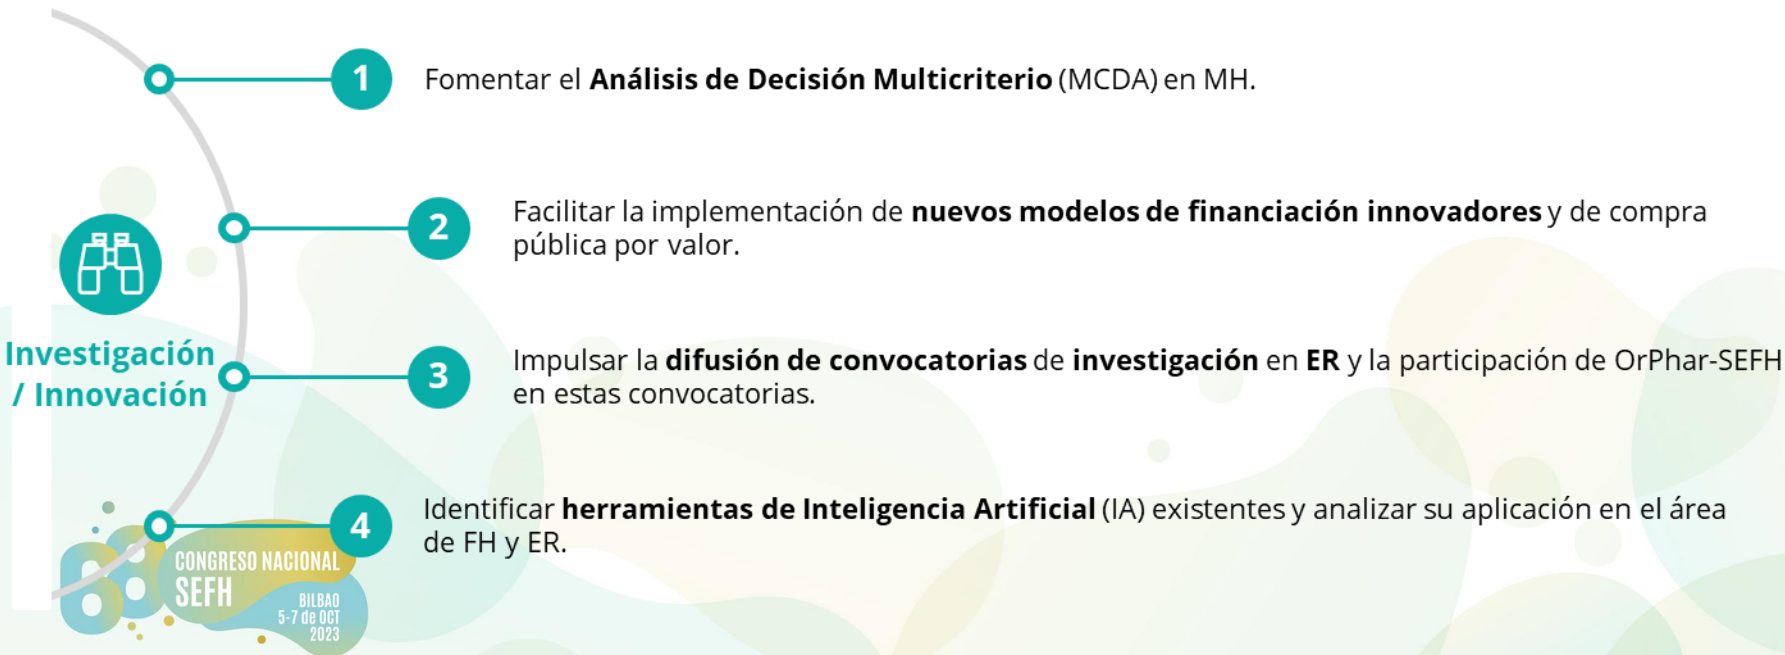 1
Fomentar el Análisis de Decisión Multicriterio (MCDA) en MH.
2
Facilitar la implementación de nuevos modelos de financiación innovadores y de compra
pública por valor.
Investigación
/ Innovación
3
Impulsar la difusión de convocatorias de investigación en ER y la participación de OrPhar-SEFH
en estas convocatorias.
4
Identificar herramientas de Inteligencia Artificial (IA) existentes y analizar su aplicación en el área
de FH y ER.
68
CONGRESO NACIONAL
SEFH
BILBAO
5-7 de OCT
2023